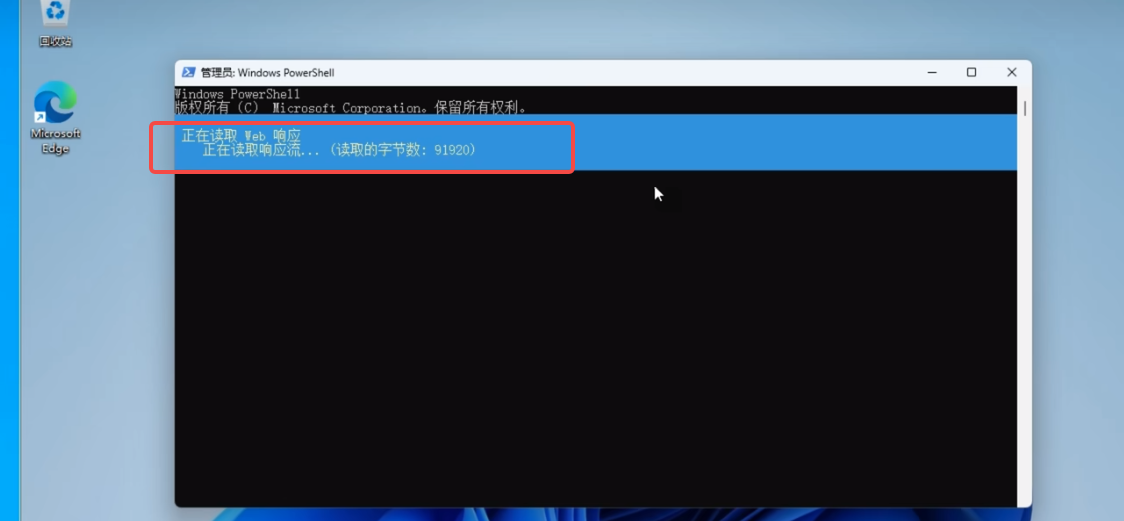 回收站
Microsoft
Edge
管理员: Windows PowerShell
Windows PowerShell
版权所有 (C) Microsoft Corporation。保留所有权利。
正在读取 Web 响应
正在读取响应流... (读取的字节数: 91920)